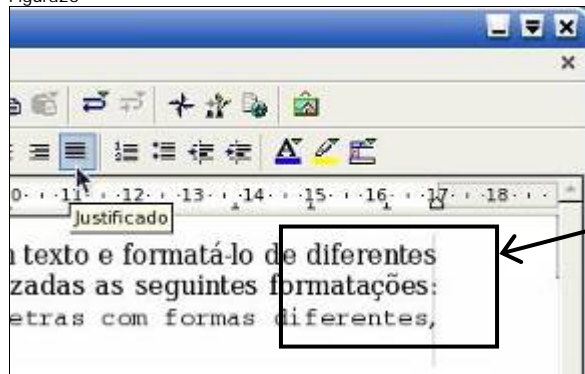 0· · ·11· · ·12· · ·13· · ·14· · ·15· · ·16· · ·17· · ·18· · ·
Justificado
texto e formatá-lo de diferentes
zadas as seguintes formatações:
etras com formas diferentes,